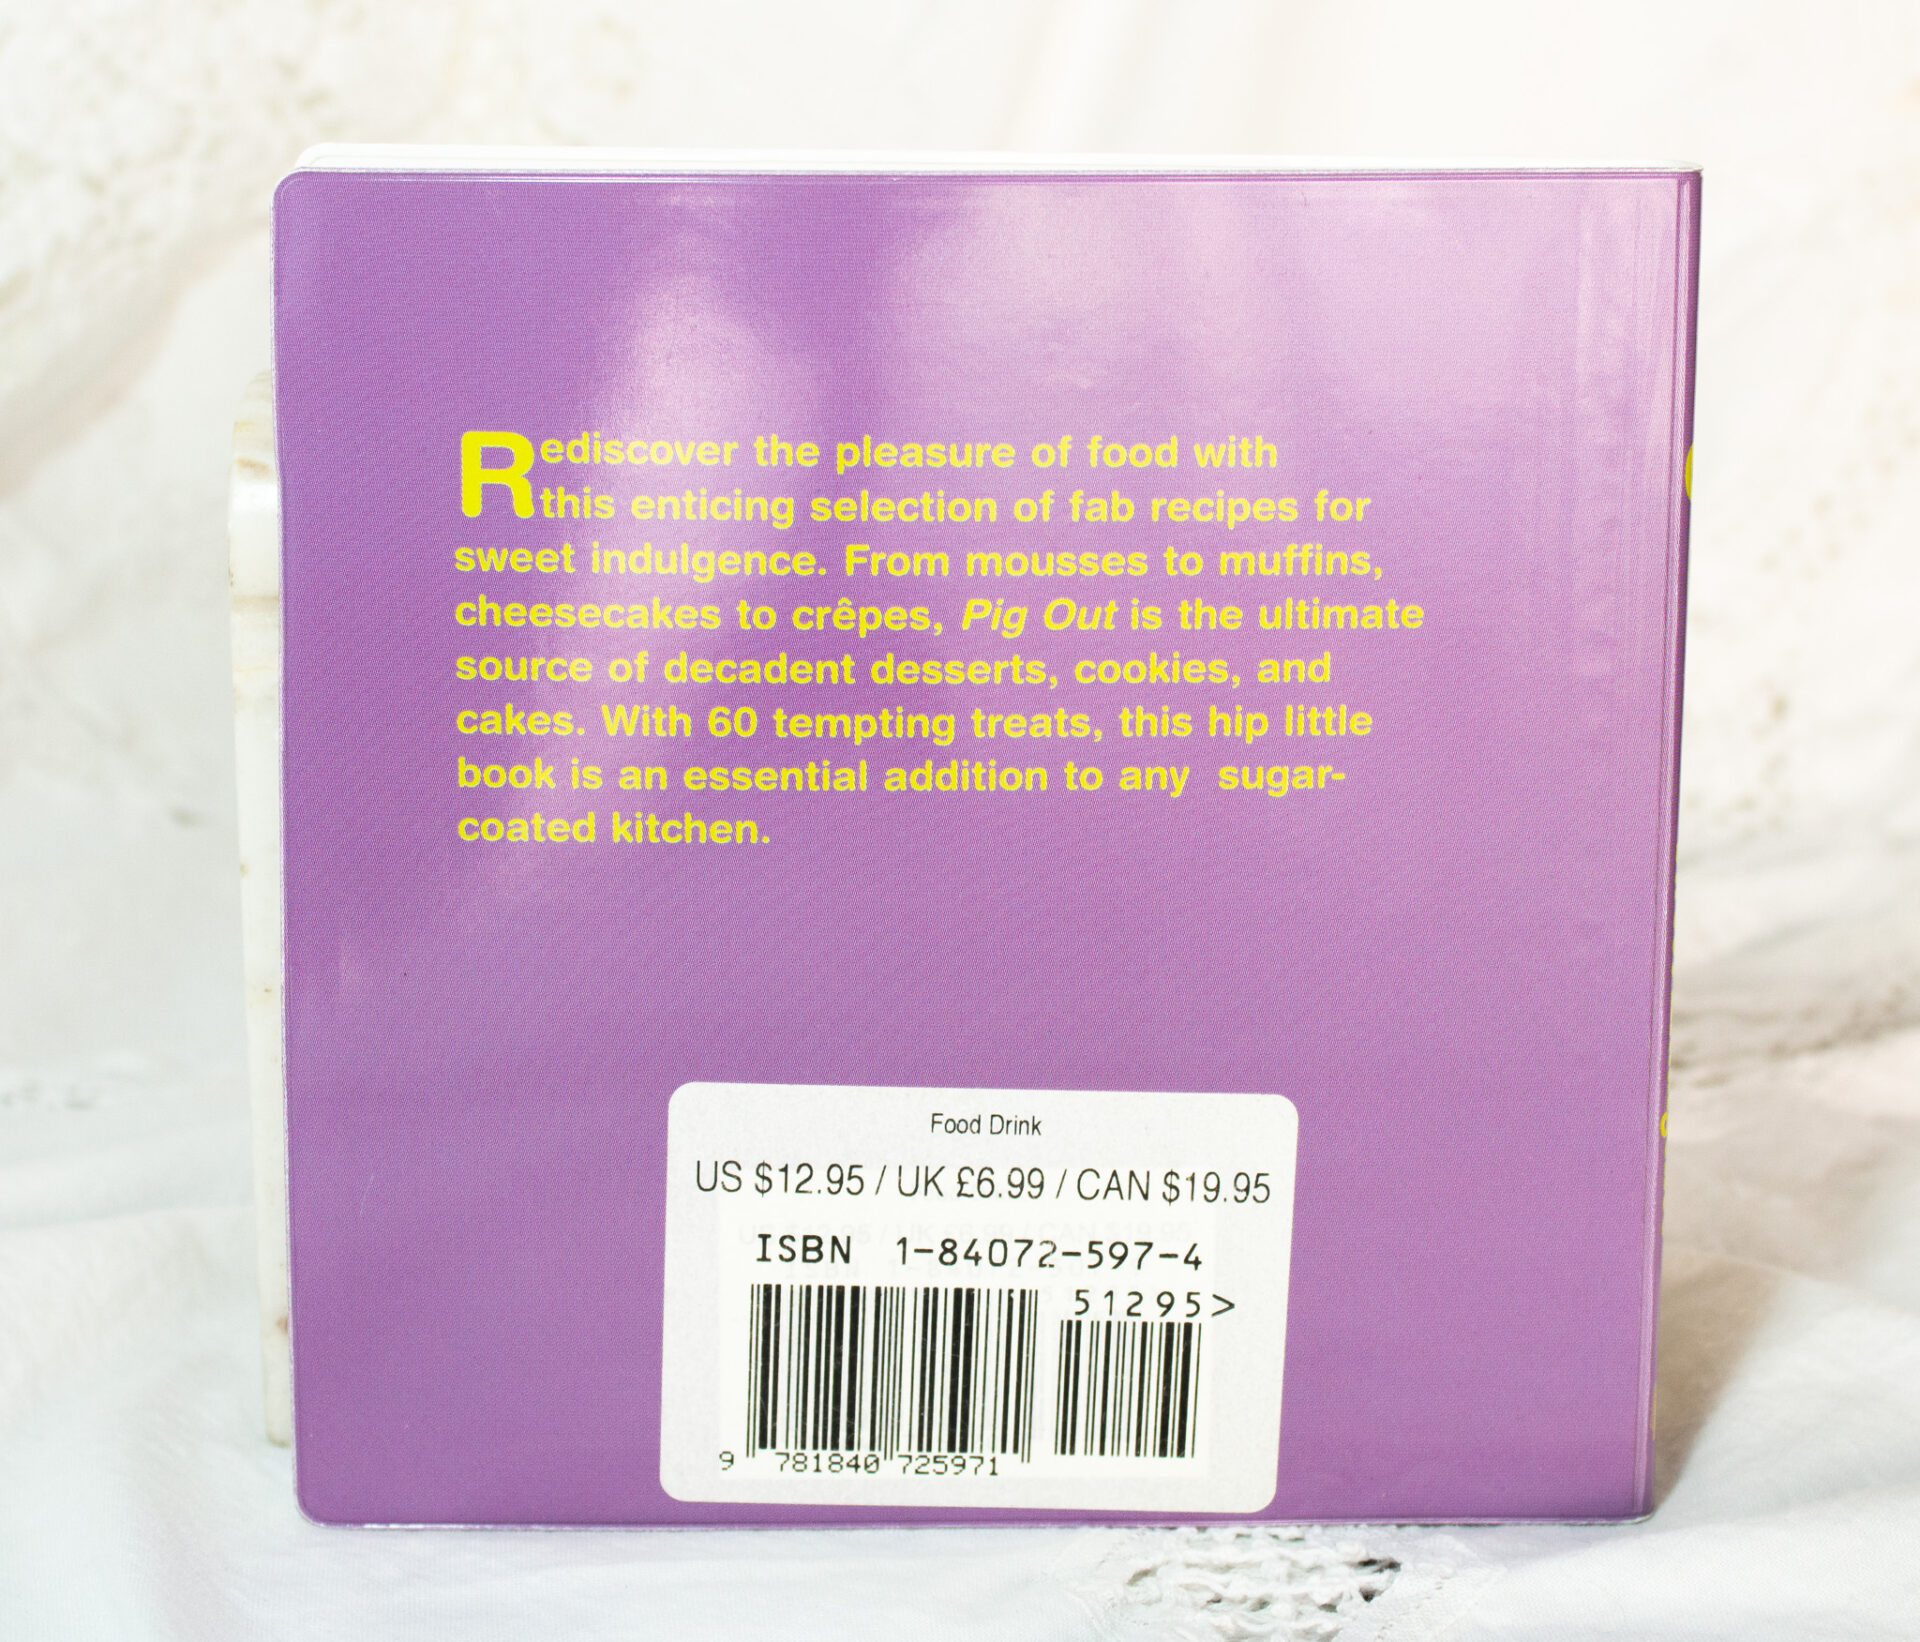 Rediscover the pleasure of food with
this enticing selection of fab recipes for
sweet indulgence. From mousses to muffins,
cheesecakes to crêpes, Pig Out is the ultimate
source of decadent desserts, cookies, and
cakes. With 60 tempting treats, this hip little
book is an essential addition to any  sugar-
coated kitchen.
Food Drink
US $12.95 / UK £6.99 / CAN $19.95
ISBN 1-84072-597-4
51295>
9 781840 725971